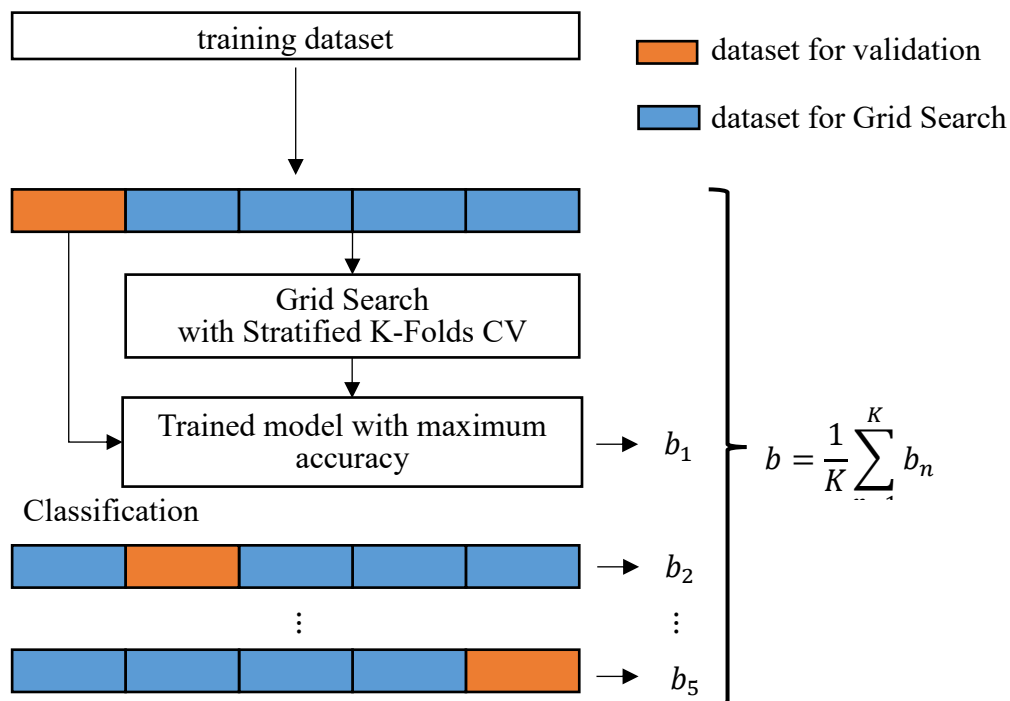 training dataset
dataset for validation
dataset for Grid Search
Grid Search
with Stratified K-Folds CV
Trained model with maximum
accuracy
b₁
b = 1/K ∑ᴷ bₙ
Classification
b₂
⋮ ⋮
b₅